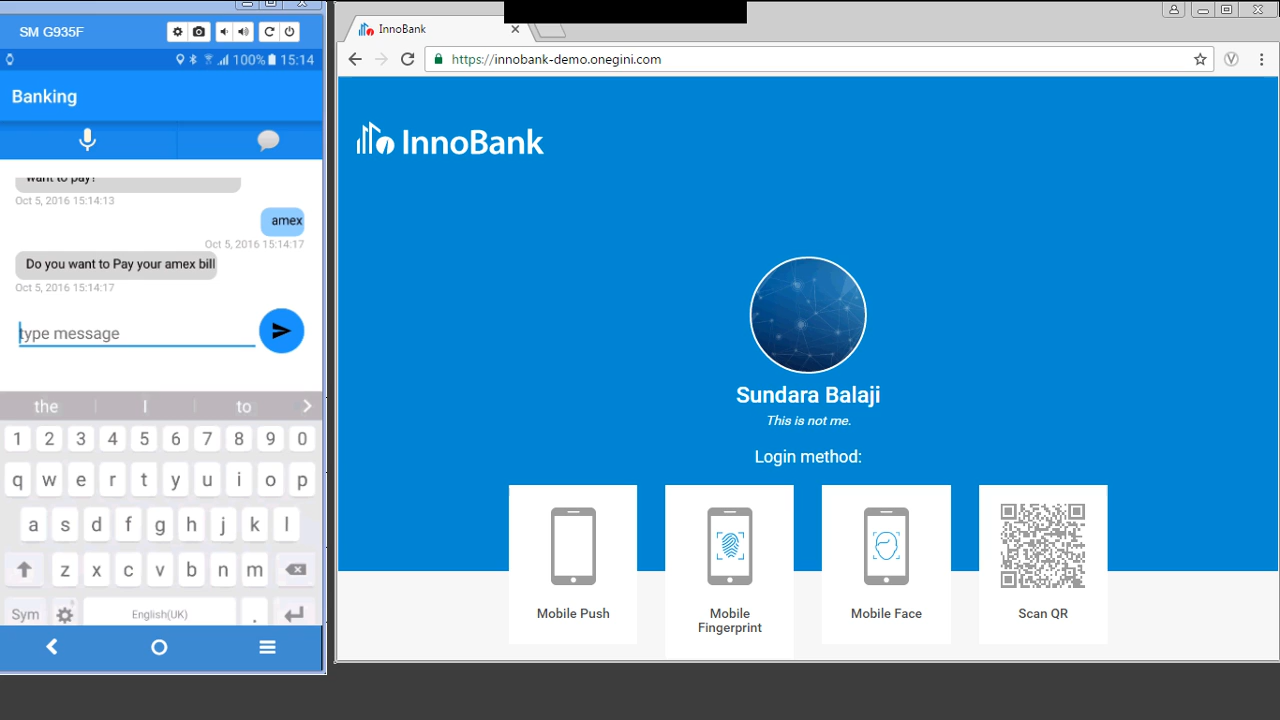 SM G935F
100% 15:14
Banking
want to pay?
Oct 5, 2016 15:14:13
amex
Oct 5, 2016 15:14:17
Do you want to Pay your amex bill
Oct 5, 2016 15:14:17
type message
the I to
1 2 3 4 5 6 7 8 9 0
q w e r t y u i o p
a s d f g h j k l
z x c v b n m
Sym English(UK) .
InnoBank
https://innobank-demo.onegini.com
InnoBank
Sundara Balaji
This is not me.
Login method:
Mobile Push
Mobile
Fingerprint
Mobile Face
Scan QR